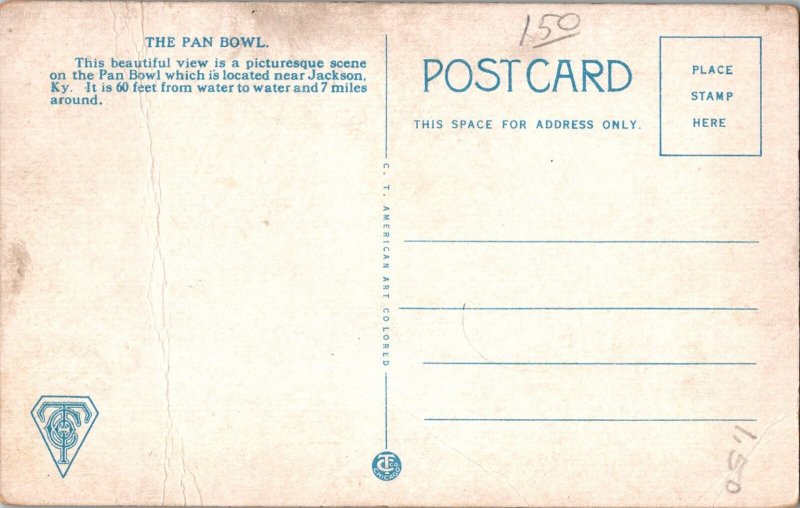 THE PAN BOWL.
This beautiful view is a picturesque scene
on the Pan Bowl which is located near Jackson,
Ky. It is 60 feet from water to water and 7 miles
around.
1.50
POST CARD
THIS SPACE FOR ADDRESS ONLY.
PLACE
STAMP
HERE
C. T. AMERICAN ART COLORED
CHICAGO
1.50